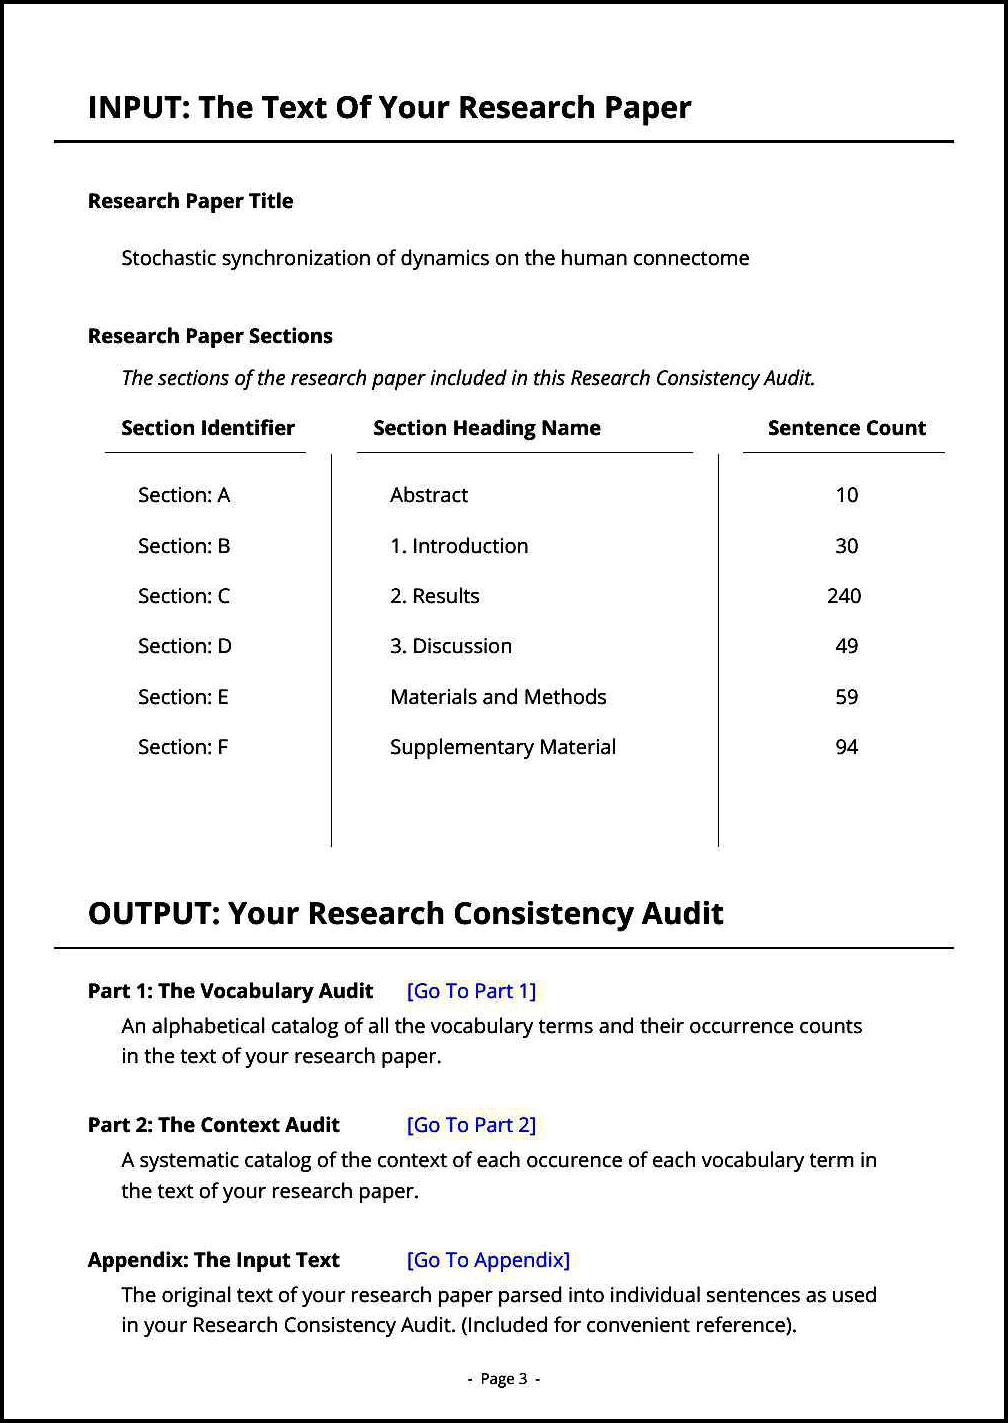 INPUT: The Text Of Your Research Paper
Research Paper Title
Stochastic synchronization of dynamics on the human connectome
Research Paper Sections
The sections of the research paper included in this Research Consistency Audit.
Section Identifier Section Heading Name Sentence Count
Section: A Abstract 10
Section: B 1. Introduction 30
Section: C 2. Results 240
Section: D 3. Discussion 49
Section: E Materials and Methods 59
Section: F Supplementary Material 94
OUTPUT: Your Research Consistency Audit
Part 1: The Vocabulary Audit [Go To Part 1]
An alphabetical catalog of all the vocabulary terms and their occurrence counts
in the text of your research paper.
Part 2: The Context Audit [Go To Part 2]
A systematic catalog of the context of each occurence of each vocabulary term in
the text of your research paper.
Appendix: The Input Text [Go To Appendix]
The original text of your research paper parsed into individual sentences as used
in your Research Consistency Audit. (Included for convenient reference).
- Page 3 -